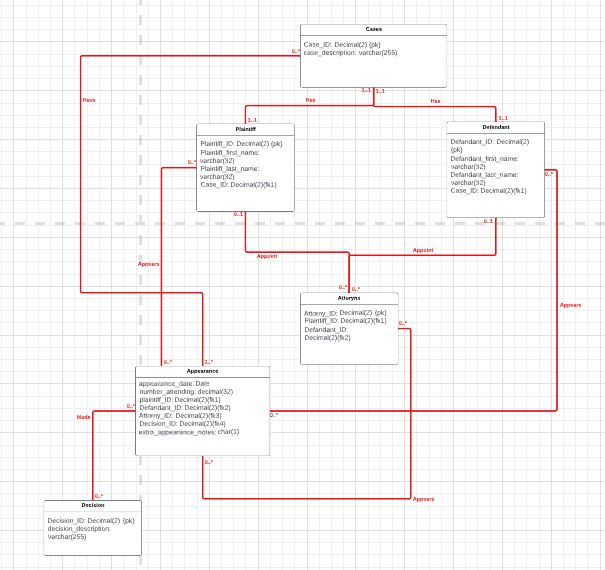 Cases
Case_ID: Decimal(2) {pk}
case_description: varchar(255)
0..*
1..1
1..1
Has
Has
Have
1..1
1..1
Plaintiff
Plaintiff_ID: Decimal(2) {pk}
Plaintiff_first_name:
varchar(32)
Plaintiff_last_name:
varchar(32)
Case_ID: Decimal(2)(fk1)
0..*
0..1
Defendant
Defandant_ID: Decimal(2)
{pk}
Defandant_first_name:
varchar(32)
Defandant_last_name:
varchar(32)
Case_ID: Decimal(2)(fk1)
0..*
0..1
Appoint
Appoint
Appears
Appears
0..*
0..*
Attoryns
Attorny_ID: Decimal(2) {pk}
Plaintiff_ID: Decimal(2)(fk1)
Defandant_ID:
Decimal(2)(fk2)
0..*
0..*
1..*
Appearance
appearance_date: Date
number_attending: decimal(32)
plaintiff_ID: Decimal(2)(fk1)
Defandant_ID: Decimal(2)(fk2)
Attorny_ID: Decimal(2)(fk3)
Decision_ID: Decimal(2)(fk4)
extra_appearance_notes: char(1)
0..*
0..*
0..*
Made
Appears
0..*
Decision
Decision_ID: Decimal(2) {pk}
decision_description:
varchar(255)